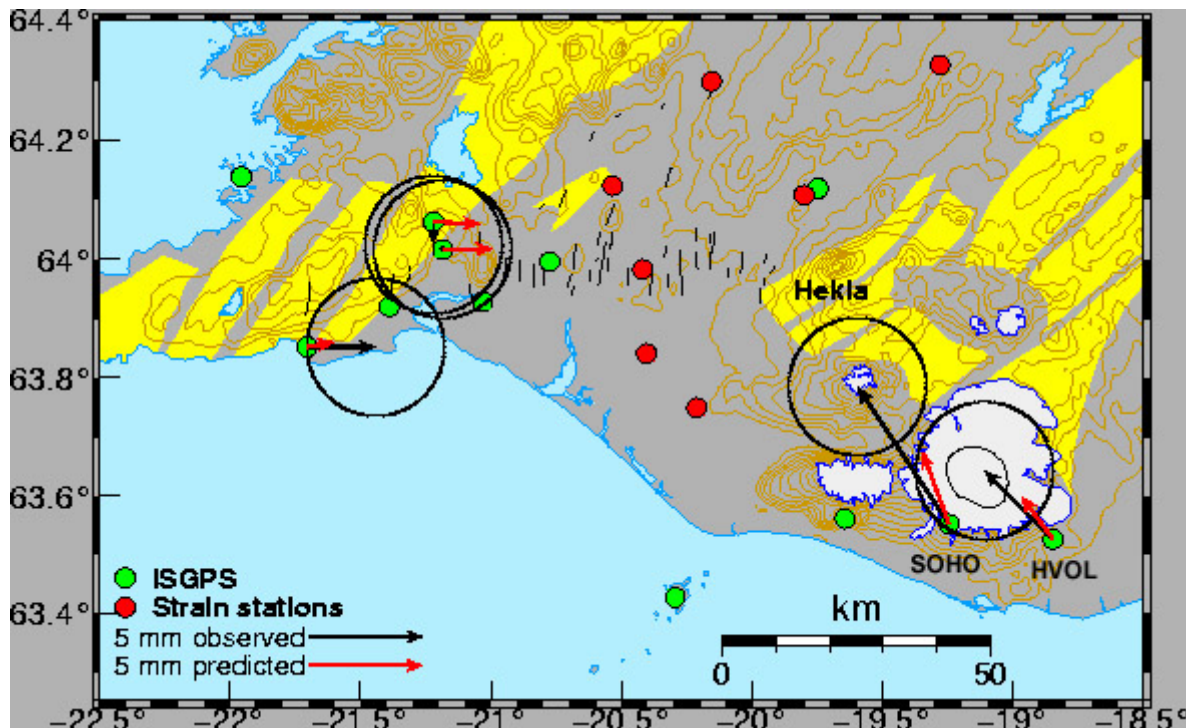 64.4°
64.2°
64°
63.8°
63.6°
63.4°
Hekla
SOHO
HVOL
ISGPS
Strain stations
5 mm observed
5 mm predicted
km
0 50
-22.5° -22° -21.5° -21° -20.5° -20° -19.5° -19° -18.5°